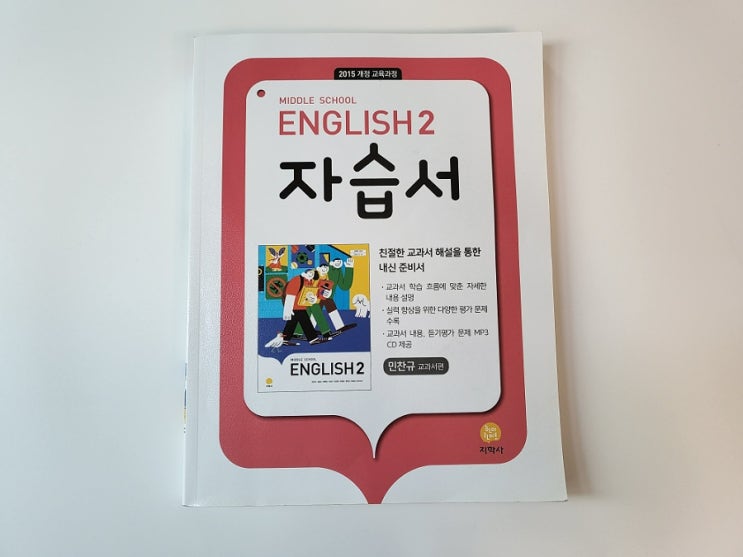 2015 개정 교육과정
MIDDLE SCHOOL
ENGLISH 2
자습서
친절한 교과서 해설을 통한
내신 준비서
· 교과서 학습 흐름에 맞춘 자세한
내용 설명
· 실력 향상을 위한 다양한 평가 문제
수록
· 교과서 내용, 듣기평가 문제 MP3
CD 제공
민찬규 교과서편
MIDDLE SCHOOL
ENGLISH 2
지학사